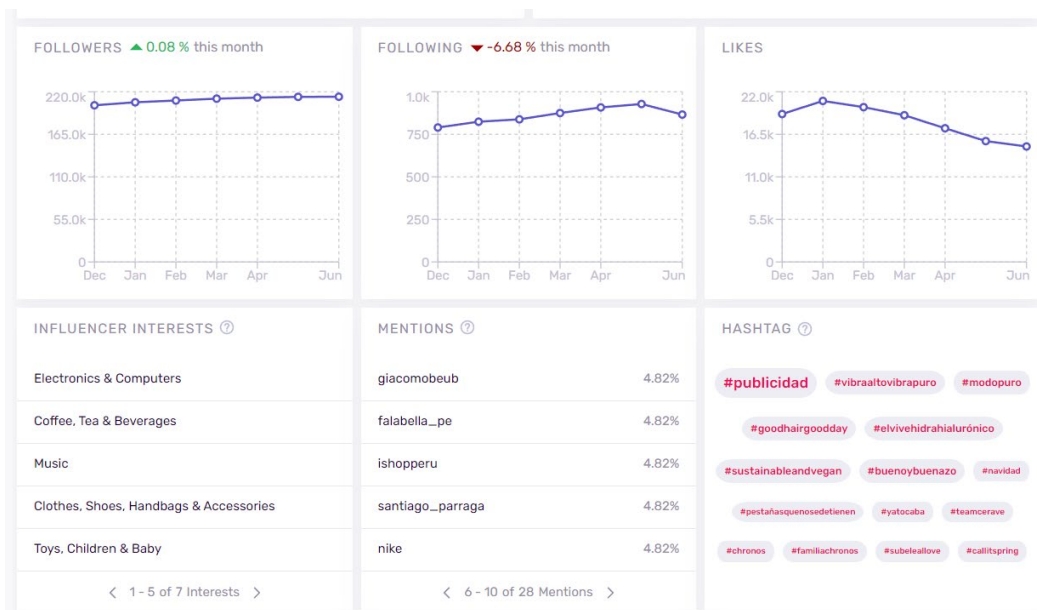 FOLLOWERS ▲ 0.08 % this month
220.0k
165.0k
110.0k
55.0k
0
Dec Jan Feb Mar Apr Jun
FOLLOWING ▼ -6.68 % this month
1.0k
750
500
250
0
Dec Jan Feb Mar Apr Jun
LIKES
22.0k
16.5k
11.0k
5.5k
0
Dec Jan Feb Mar Apr Jun
INFLUENCER INTERESTS ?
Electronics & Computers
Coffee, Tea & Beverages
Music
Clothes, Shoes, Handbags & Accessories
Toys, Children & Baby
< 1 - 5 of 7 Interests >
MENTIONS ?
giacomobeub 4.82%
falabella_pe 4.82%
ishopperu 4.82%
santiago_parraga 4.82%
nike 4.82%
< 6 - 10 of 28 Mentions >
HASHTAG ?
#publicidad #vibraaltovibrapuro #modopuro
#goodhairgoodday #elvivehidrahialurónico
#sustainableandvegan #buenoybuenazo #navidad
#pestañasquenosedetienen #yatocaba #teamcerave
#chronos #familiachronos #subeleallove #callitspring